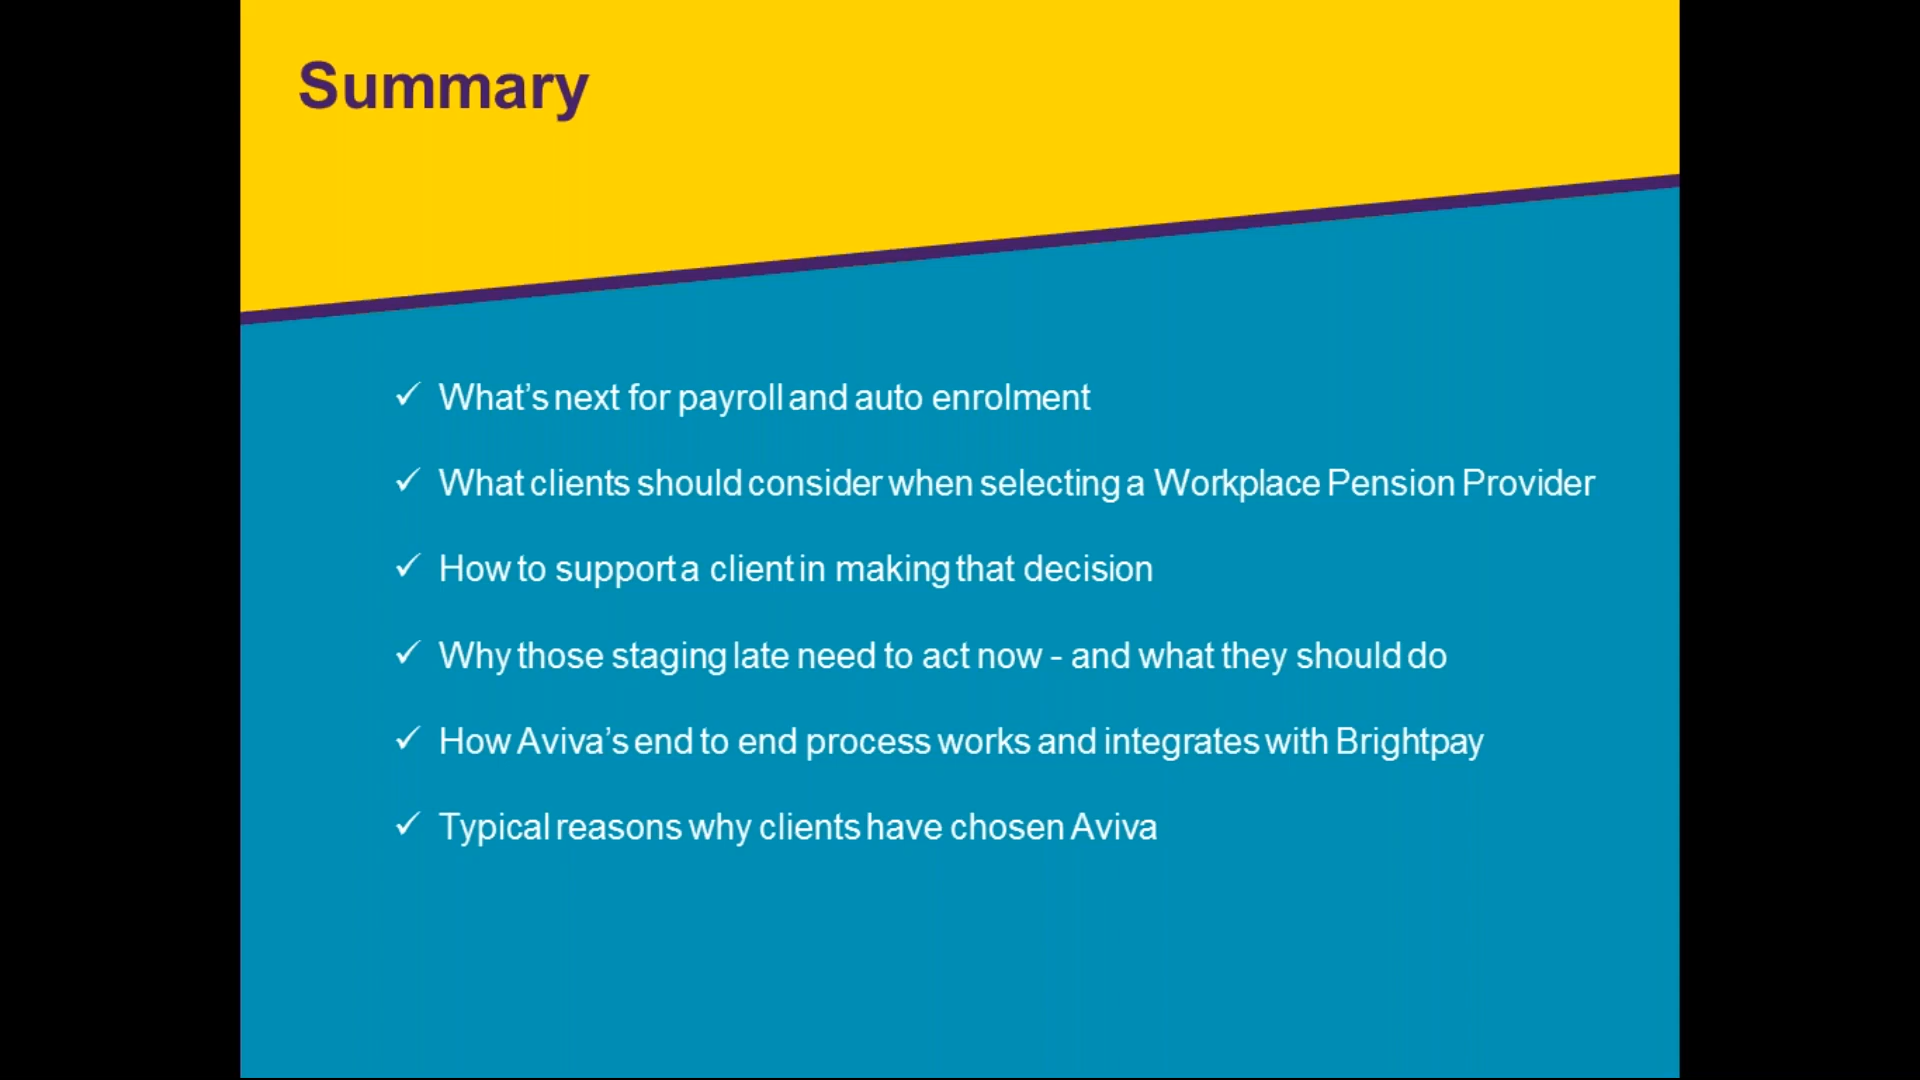 Summary
✓ What’s next for payroll and auto enrolment
✓ What clients should consider when selecting a Workplace Pension Provider
✓ How to support a client in making that decision
✓ Why those staging late need to act now - and what they should do
✓ How Aviva’s end to end process works and integrates with Brightpay
✓ Typical reasons why clients have chosen Aviva